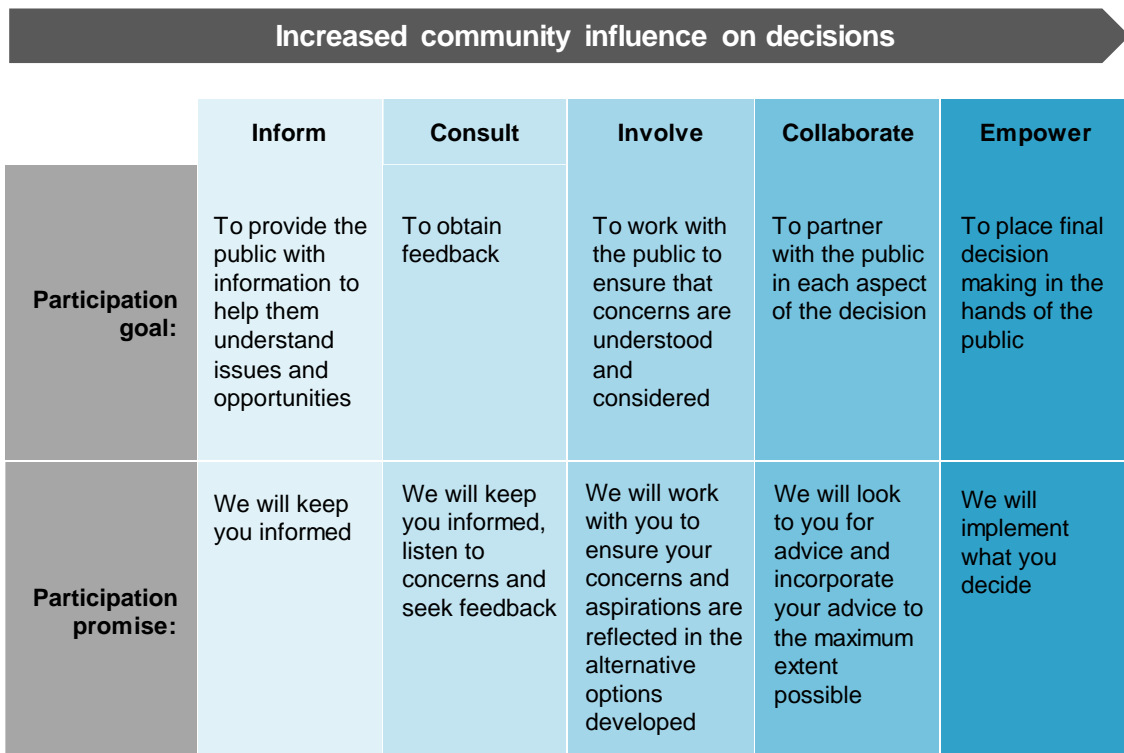 Increased community influence on decisions
Inform
Consult
Involve
Collaborate
Empower
Participation
goal:
To provide the
public with
information to
help them
understand
issues and
opportunities
To obtain
feedback
To work with
the public to
ensure that
concerns are
understood
and
considered
To partner
with the public
in each aspect
of the decision
To place final
decision
making in the
hands of the
public
Participation
promise:
We will keep
you informed
We will keep
you informed,
listen to
concerns and
seek feedback
We will work
with you to
ensure your
concerns and
aspirations are
reflected in the
alternative
options
developed
We will look
to you for
advice and
incorporate
your advice to
the maximum
extent
possible
We will
implement
what you
decide